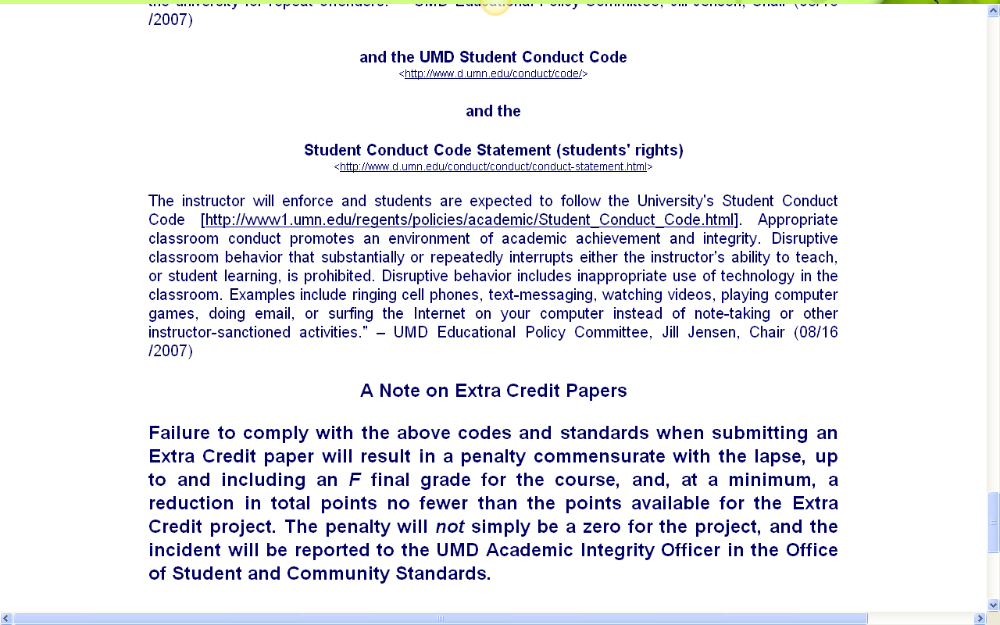 the university for repeat offenders." – UMD Educational Policy Committee, Jill Jensen, Chair (08/16
/2007)
and the UMD Student Conduct Code
<http://www.d.umn.edu/conduct/code/>
and the
Student Conduct Code Statement (students' rights)
<http://www.d.umn.edu/conduct/conduct/conduct-statement.html>
The instructor will enforce and students are expected to follow the University's Student Conduct
Code [http://www1.umn.edu/regents/policies/academic/Student_Conduct_Code.html]. Appropriate
classroom conduct promotes an environment of academic achievement and integrity. Disruptive
classroom behavior that substantially or repeatedly interrupts either the instructor's ability to teach,
or student learning, is prohibited. Disruptive behavior includes inappropriate use of technology in the
classroom. Examples include ringing cell phones, text-messaging, watching videos, playing computer
games, doing email, or surfing the Internet on your computer instead of note-taking or other
instructor-sanctioned activities." – UMD Educational Policy Committee, Jill Jensen, Chair (08/16
/2007)
A Note on Extra Credit Papers
Failure to comply with the above codes and standards when submitting an
Extra Credit paper will result in a penalty commensurate with the lapse, up
to and including an F final grade for the course, and, at a minimum, a
reduction in total points no fewer than the points available for the Extra
Credit project. The penalty will not simply be a zero for the project, and the
incident will be reported to the UMD Academic Integrity Officer in the Office
of Student and Community Standards.